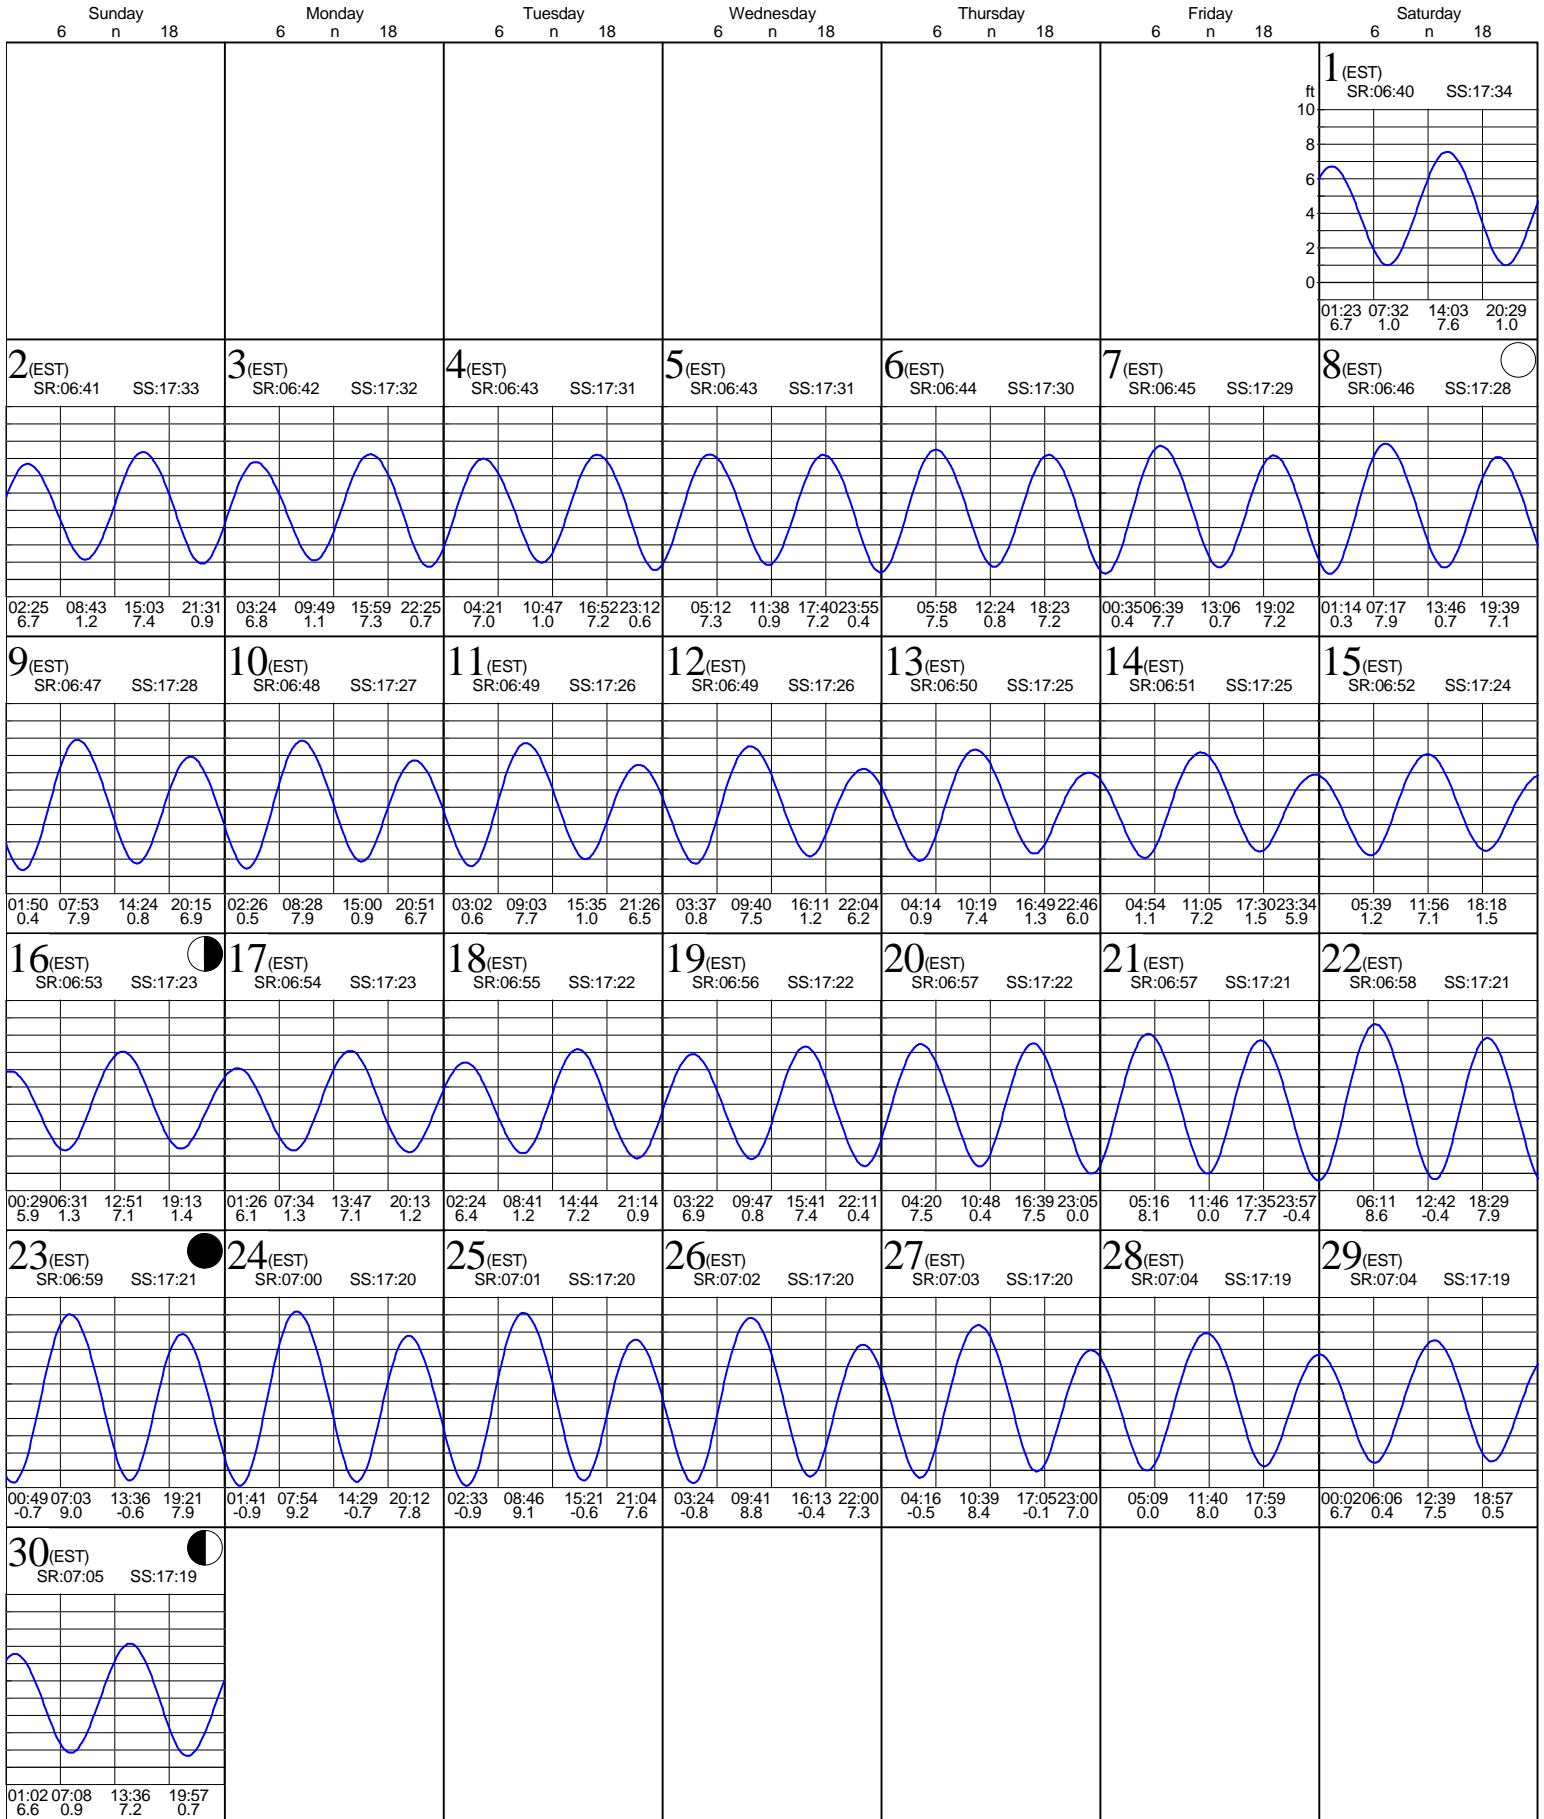 Sunday Monday Tuesday Wednesday Thursday Friday Saturday
6 n 18 6 n 18 6 n 18 6 n 18 6 n 18 6 n 18 6 n 18
1(EST)
ft SR:06:40 SS:17:34
10
8
6
4
2
0
01:23 07:32 14:03 20:29
6.7 1.0 7.6 1.0
2(EST) 3(EST) 4(EST) 5(EST) 6(EST) 7(EST) 8(EST)
SR:06:41 SS:17:33 SR:06:42 SS:17:32 SR:06:43 SS:17:31 SR:06:43 SS:17:31 SR:06:44 SS:17:30 SR:06:45 SS:17:29 SR:06:46 SS:17:28
02:25 08:43 15:03 21:31 03:24 09:49 15:59 22:25 04:21 10:47 16:52 23:12 05:12 11:38 17:40 23:55 05:58 12:24 18:23 00:35 06:39 13:06 19:02 01:14 07:17 13:46 19:39
6.7 1.2 7.4 0.9 6.8 1.1 7.3 0.7 7.0 1.0 7.2 0.6 7.3 0.9 7.2 0.4 7.5 0.8 7.2 0.4 7.7 0.7 7.2 0.3 7.9 0.7 7.1
9(EST) 10(EST) 11(EST) 12(EST) 13(EST) 14(EST) 15(EST)
SR:06:47 SS:17:28 SR:06:48 SS:17:27 SR:06:49 SS:17:26 SR:06:49 SS:17:26 SR:06:50 SS:17:25 SR:06:51 SS:17:25 SR:06:52 SS:17:24
01:50 07:53 14:24 20:15 02:26 08:28 15:00 20:51 03:02 09:03 15:35 21:26 03:37 09:40 16:11 22:04 04:14 10:19 16:49 22:46 04:54 11:05 17:30 23:34 05:39 11:56 18:18
0.4 7.9 0.8 6.9 0.5 7.9 0.9 6.7 0.6 7.7 1.0 6.5 0.8 7.5 1.2 6.2 0.9 7.4 1.3 6.0 1.1 7.2 1.5 5.9 1.2 7.1 1.5
16(EST) 17(EST) 18(EST) 19(EST) 20(EST) 21(EST) 22(EST)
SR:06:53 SS:17:23 SR:06:54 SS:17:23 SR:06:55 SS:17:22 SR:06:56 SS:17:22 SR:06:57 SS:17:22 SR:06:57 SS:17:21 SR:06:58 SS:17:21
00:29 06:31 12:51 19:13 01:26 07:34 13:47 20:13 02:24 08:41 14:44 21:14 03:22 09:47 15:41 22:11 04:20 10:48 16:39 23:05 05:16 11:46 17:35 23:57 06:11 12:42 18:29
5.9 1.3 7.1 1.4 6.1 1.3 7.1 1.2 6.4 1.2 7.2 0.9 6.9 0.8 7.4 0.4 7.5 0.4 7.5 0.0 8.1 0.0 7.7 -0.4 8.6 -0.4 7.9
23(EST) 24(EST) 25(EST) 26(EST) 27(EST) 28(EST) 29(EST)
SR:06:59 SS:17:21 SR:07:00 SS:17:20 SR:07:01 SS:17:20 SR:07:02 SS:17:20 SR:07:03 SS:17:20 SR:07:04 SS:17:19 SR:07:04 SS:17:19
00:49 07:03 13:36 19:21 01:41 07:54 14:29 20:12 02:33 08:46 15:21 21:04 03:24 09:41 16:13 22:00 04:16 10:39 17:05 23:00 05:09 11:40 17:59 00:02 06:06 12:39 18:57
-0.7 9.0 -0.6 7.9 -0.9 9.2 -0.7 7.8 -0.9 9.1 -0.6 7.6 -0.8 8.8 -0.4 7.3 -0.5 8.4 -0.1 7.0 0.0 8.0 0.3 6.7 0.4 7.5 0.5
30(EST)
SR:07:05 SS:17:19
01:02 07:08 13:36 19:57
6.6 0.9 7.2 0.7